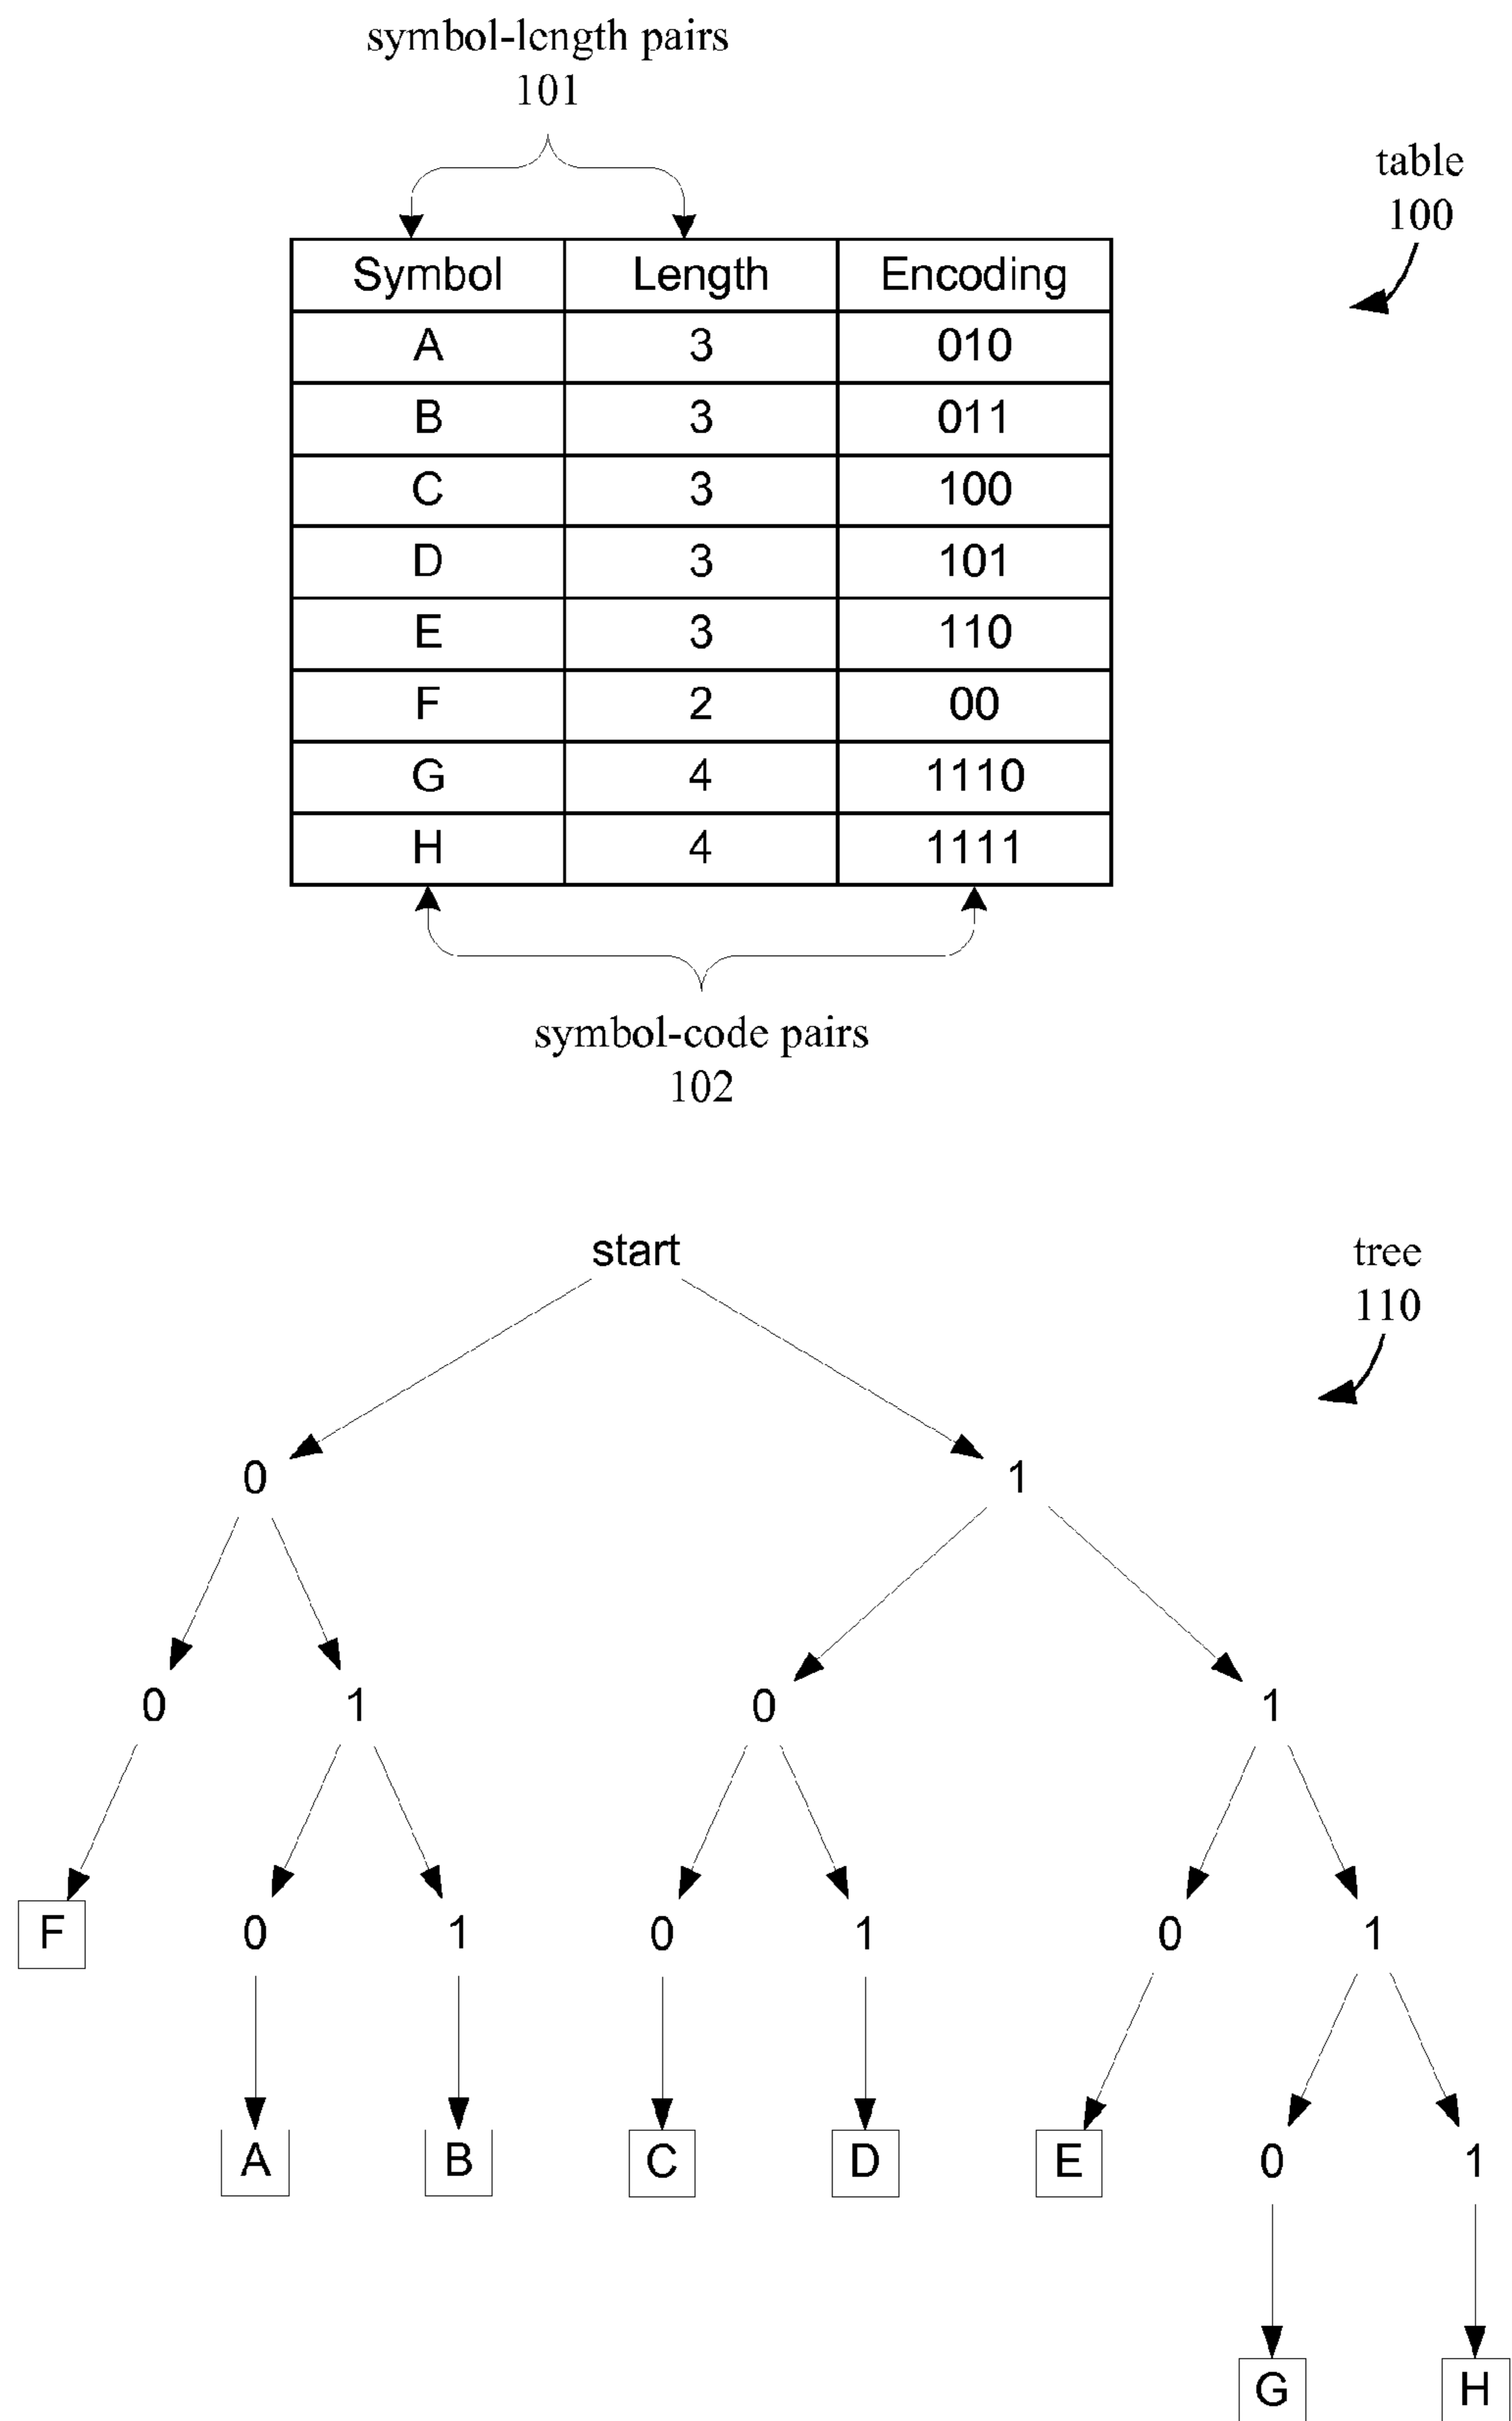 symbol-length pairs
101
table
100
Symbol Length Encoding
A 3 010
B 3 011
C 3 100
D 3 101
E 3 110
F 2 00
G 4 1110
H 4 1111
symbol-code pairs
102
start
tree
110
0 1
0 1 0 1
F 0 1 0 1 0 1
A B C D E 0 1
G H